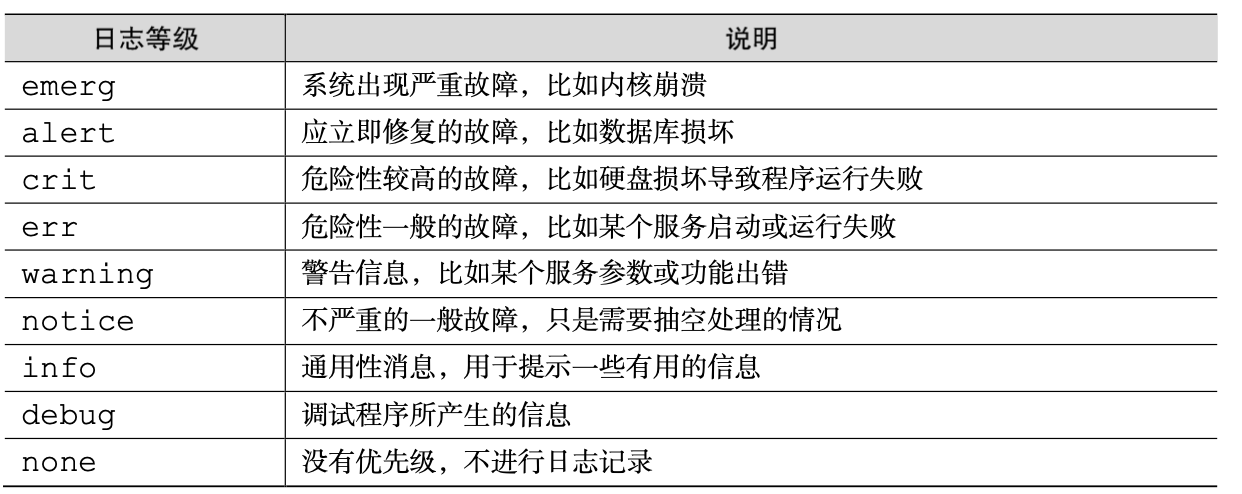 日志等级 说明
emerg 系统出现严重故障，比如内核崩溃
alert 应立即修复的故障，比如数据库损坏
crit 危险性较高的故障，比如硬盘损坏导致程序运行失败
err 危险性一般的故障，比如某个服务启动或运行失败
warning 警告信息，比如某个服务参数或功能出错
notice 不严重的一般故障，只是需要抽空处理的情况
info 通用性消息，用于提示一些有用的信息
debug 调试程序所产生的信息
none 没有优先级，不进行日志记录